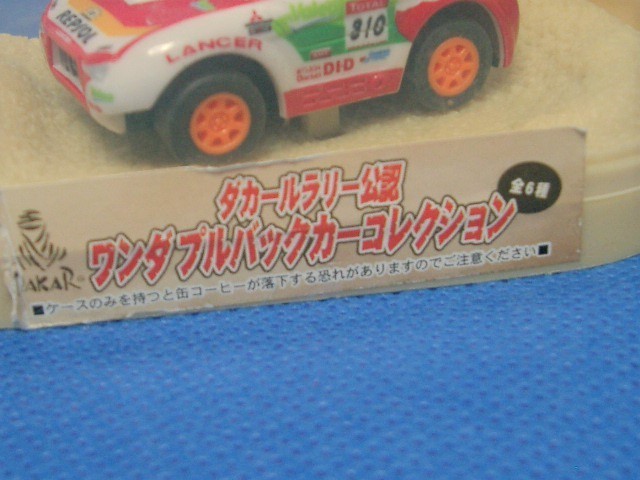 REPSOL
LANCER
TOTAL
310
DID
ダカールラリー公認
ワンダ プルバックカーコレクション
全6種
DAKAR
■ケースのみを持つと缶コーヒーが落下する恐れがありますのでご注意ください■